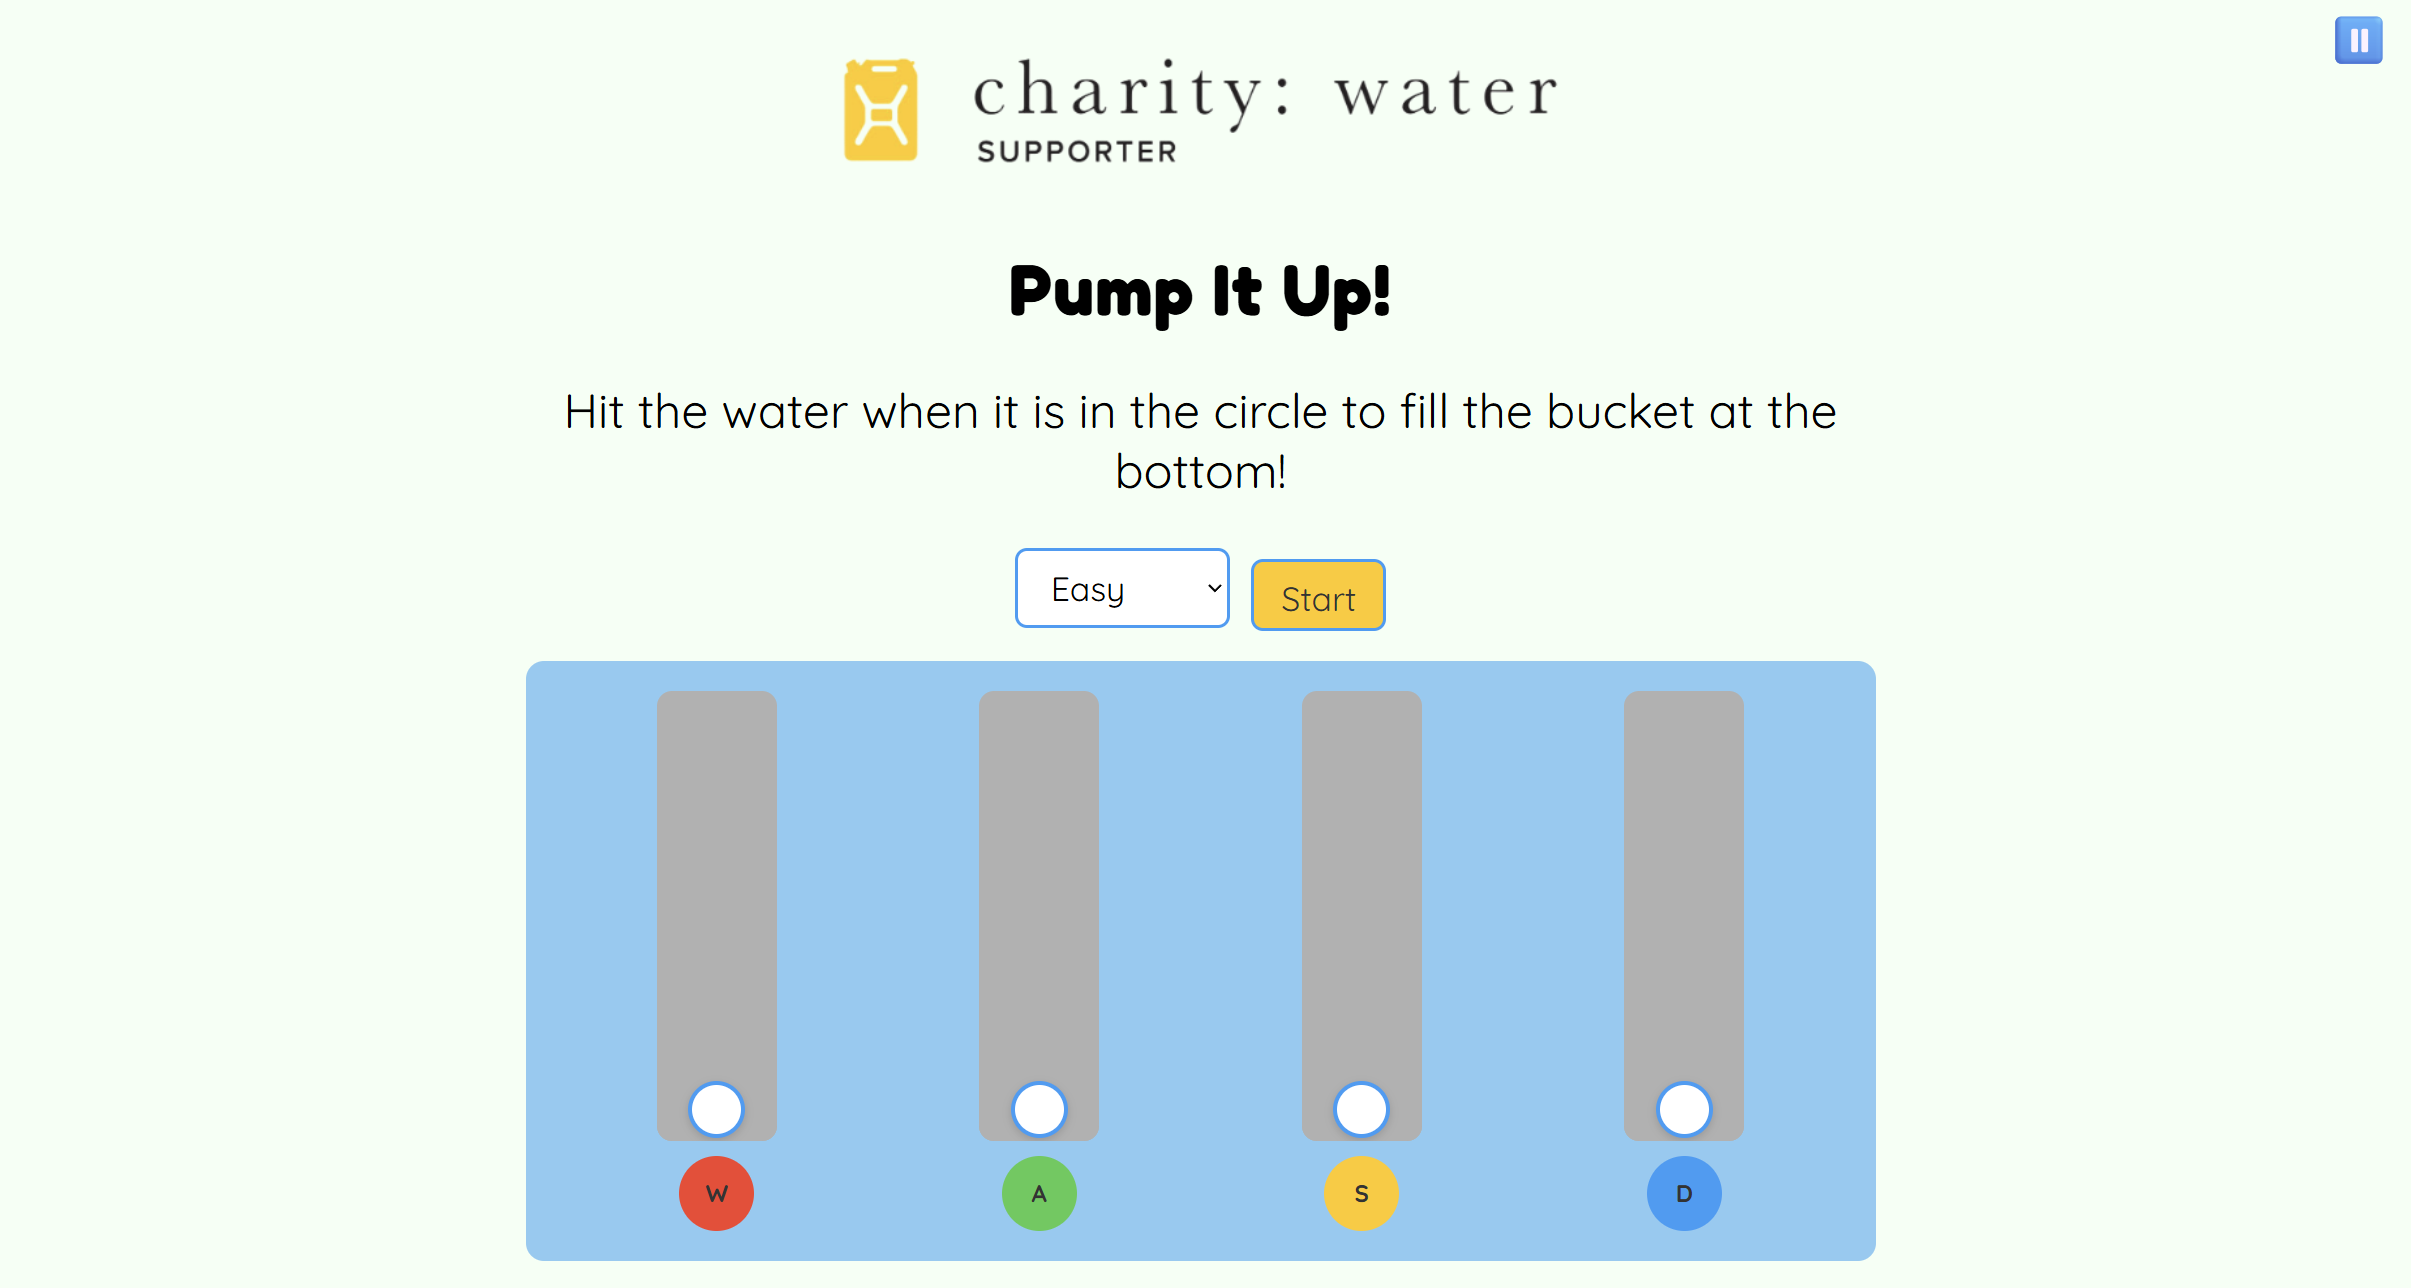 charity: water
SUPPORTER
Pump It Up!
Hit the water when it is in the circle to fill the bucket at the
bottom!
Easy
Start
W
A
S
D